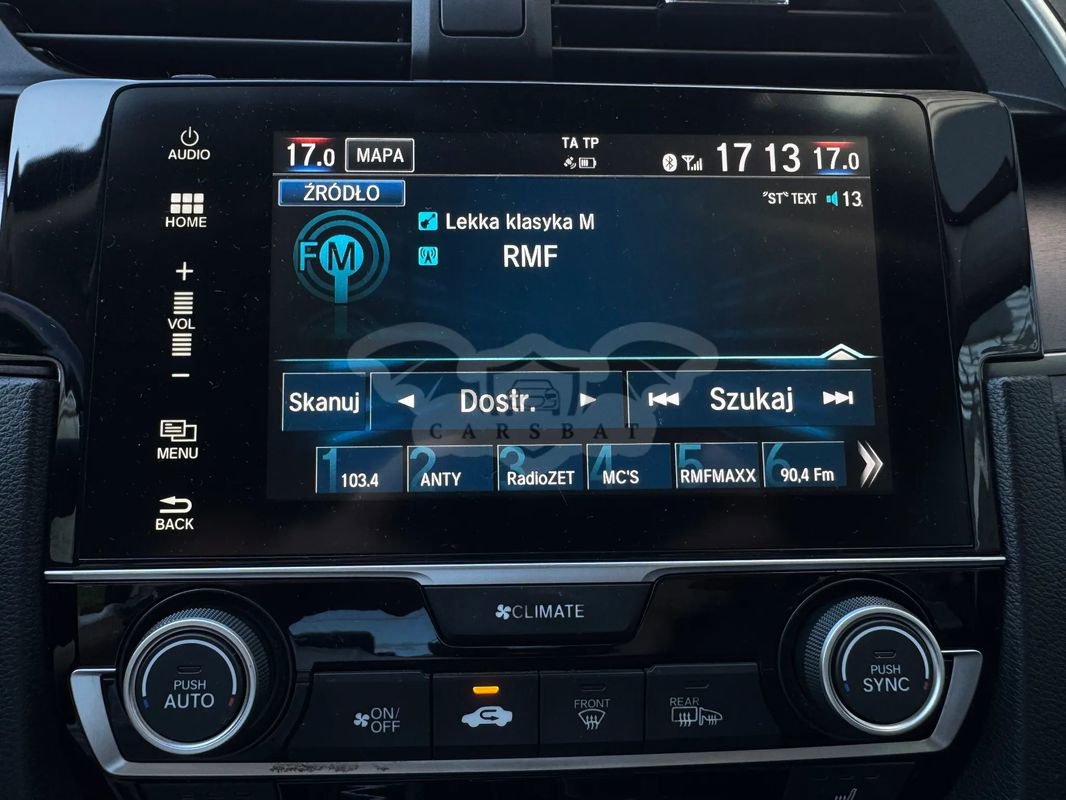 AUDIO
HOME
VOL
MENU
BACK
17.0 MAPA TA TP 17 13 17.0
ŹRÓDŁO "ST" TEXT 13
FM Lekka klasyka M
RMF
Skanuj Dostr. Szukaj
CARSBAT
1 103.4 2 ANTY 3 RadioZET 4 MC'S 5 RMFMAXX 6 90,4 Fm
CLIMATE
PUSH AUTO
ON/OFF
FRONT
REAR
PUSH SYNC